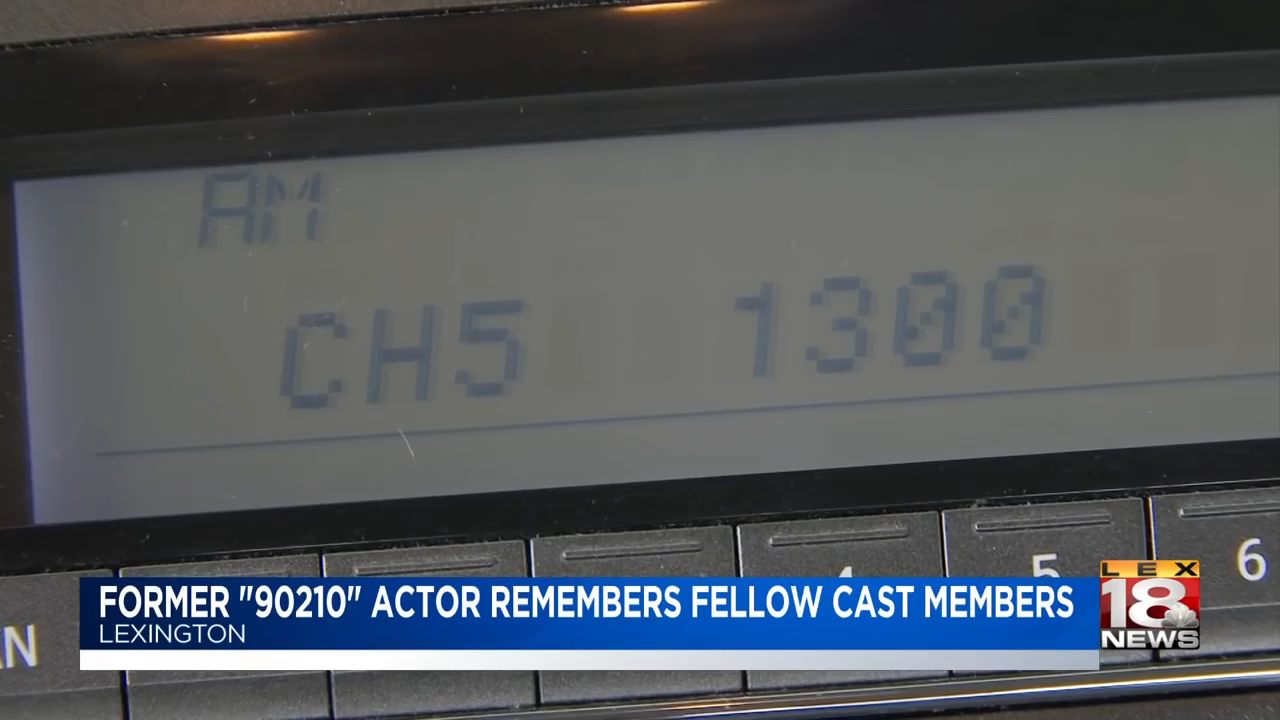 AM
CH5 1300
5
6
FORMER "90210" ACTOR REMEMBERS FELLOW CAST MEMBERS
LEXINGTON
LEX
18
NEWS